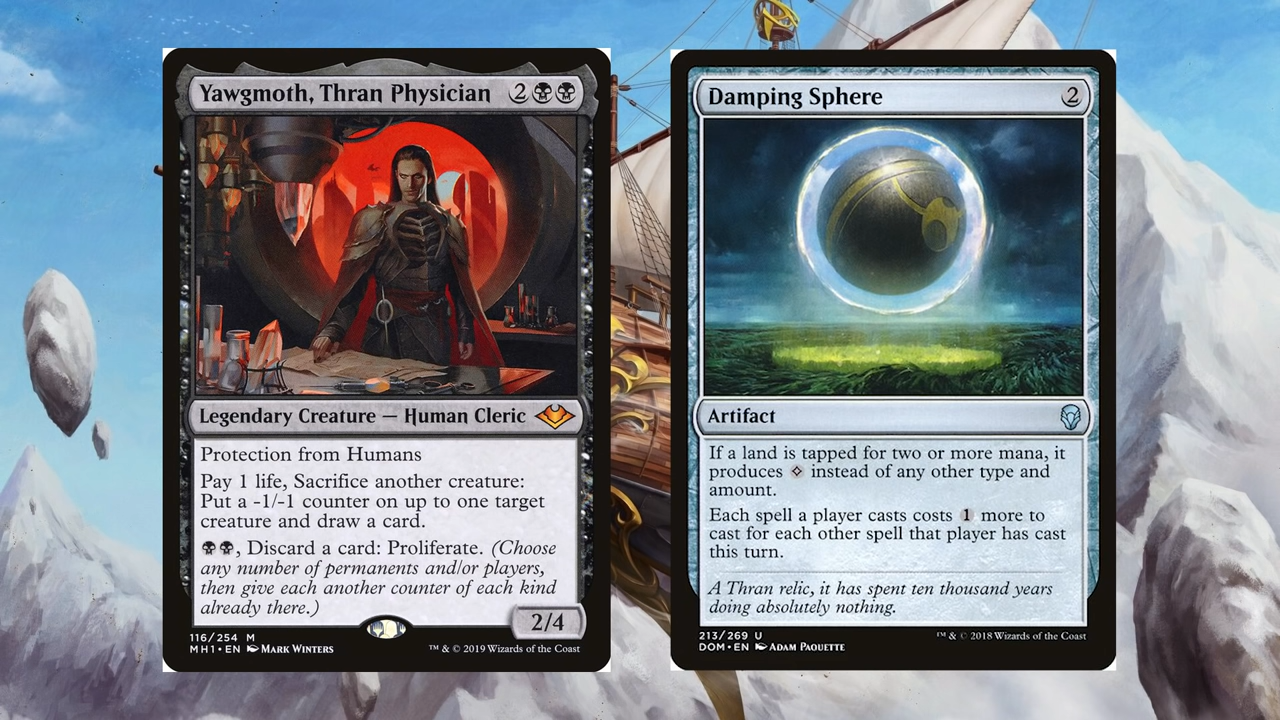 Yawgmoth, Thran Physician 2
Legendary Creature — Human Cleric
Protection from Humans
Pay 1 life, Sacrifice another creature:
Put a -1/-1 counter on up to one target
creature and draw a card.
, Discard a card: Proliferate. (Choose
any number of permanents and/or players,
then give each another counter of each kind
already there.)
2/4
116/254 M
MH1 • EN Mark Winters
™ & © 2019 Wizards of the Coast
Damping Sphere 2
Artifact
If a land is tapped for two or more mana, it
produces instead of any other type and
amount.
Each spell a player casts costs 1 more to
cast for each other spell that player has cast
this turn.
A Thran relic, it has spent ten thousand years
doing absolutely nothing.
213/269 U
DOM • EN Adam Paquette
™ & © 2018 Wizards of the Coast